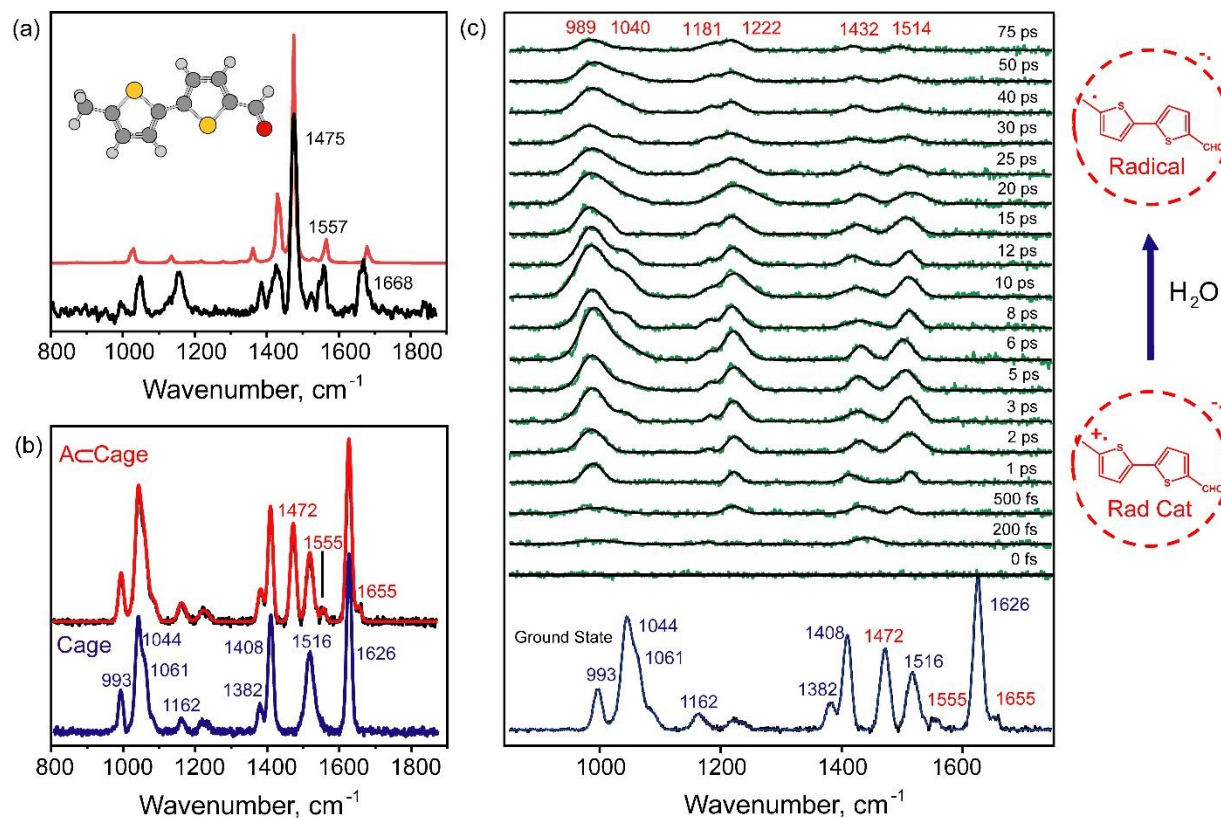 (a)
1475
1557
1668
800 1000 1200 1400 1600 1800
Wavenumber, cm⁻¹
(b)
A⊂Cage
1472
1555
1655
Cage
1044
1061
993
1162
1408
1382
1516
1626
800 1000 1200 1400 1600 1800
Wavenumber, cm⁻¹
(c)
989 1040 1181 1222 1432 1514
75 ps
50 ps
40 ps
30 ps
25 ps
20 ps
15 ps
12 ps
10 ps
8 ps
6 ps
5 ps
3 ps
2 ps
1 ps
500 fs
200 fs
0 fs
Ground State
993
1044
1061
1162
1382
1408
1472
1516
1555
1626
1655
1000 1200 1400 1600
Wavenumber, cm⁻¹
S
S
CHO
Radical
H₂O
+•
S
S
CHO
Rad Cat